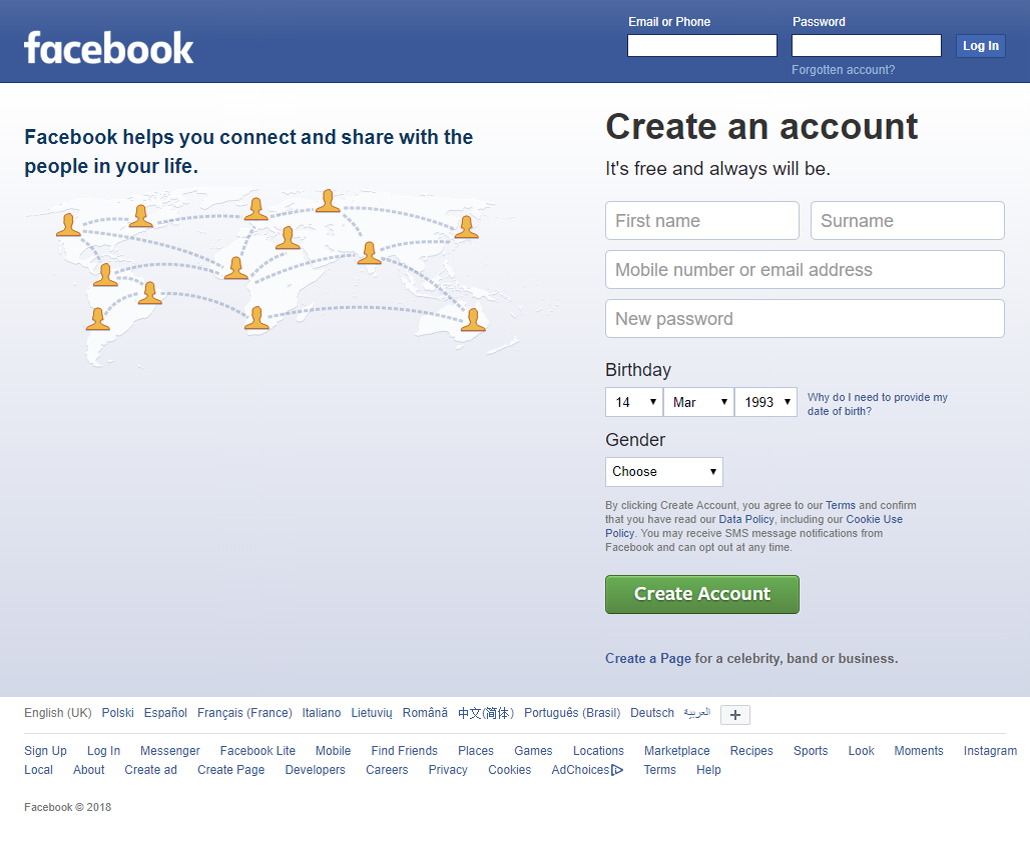 facebook
Email or Phone
Password
Log In
Forgotten account?
Facebook helps you connect and share with the
people in your life.
Create an account
It's free and always will be.
First name
Surname
Mobile number or email address
New password
Birthday
14 Mar 1993
Why do I need to provide my
date of birth?
Gender
Choose
By clicking Create Account, you agree to our Terms and confirm
that you have read our Data Policy, including our Cookie Use
Policy. You may receive SMS message notifications from
Facebook and can opt out at any time.
Create Account
Create a Page for a celebrity, band or business.
English (UK) Polski Español Français (France) Italiano Lietuvių Română 中文(简体) Português (Brasil) Deutsch العربية +
Sign Up Log In Messenger Facebook Lite Mobile Find Friends Places Games Locations Marketplace Recipes Sports Look Moments Instagram
Local About Create ad Create Page Developers Careers Privacy Cookies AdChoices Terms Help
Facebook © 2018